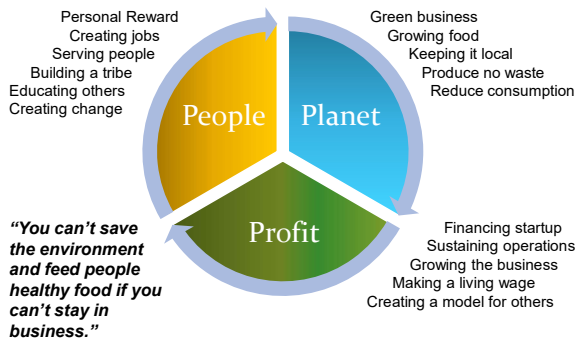 Personal Reward
Creating jobs
Serving people
Building a tribe
Educating others
Creating change
Green business
Growing food
Keeping it local
Produce no waste
Reduce consumption
People
Planet
Profit
“You can’t save
the environment
and feed people
healthy food if you
can’t stay in
business.”
Financing startup
Sustaining operations
Growing the business
Making a living wage
Creating a model for others